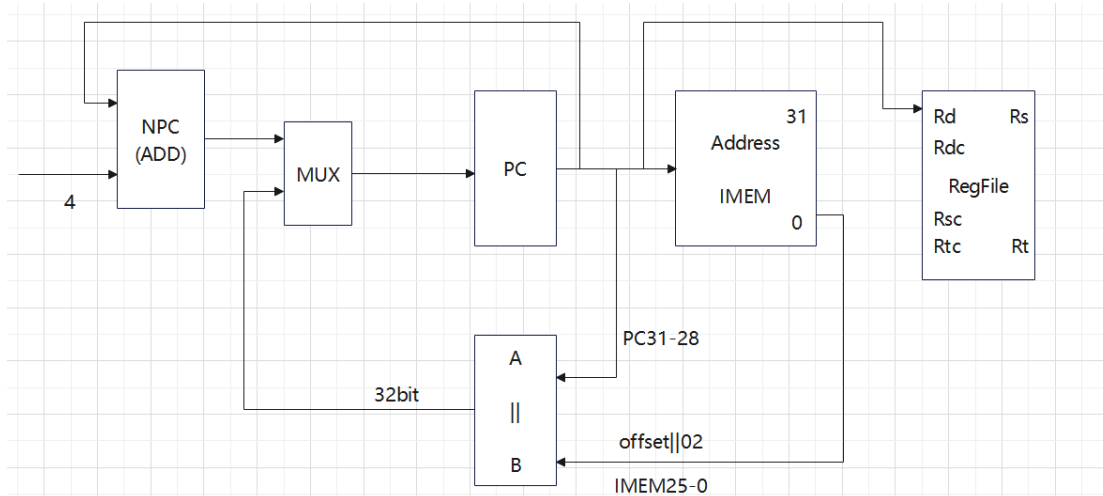 NPC
(ADD)
4
MUX
PC
31
Address
IMEM
0
Rd Rs
Rdc
RegFile
Rsc
Rtc Rt
PC31-28
A
||
B
32bit
offset||02
IMEM25-0